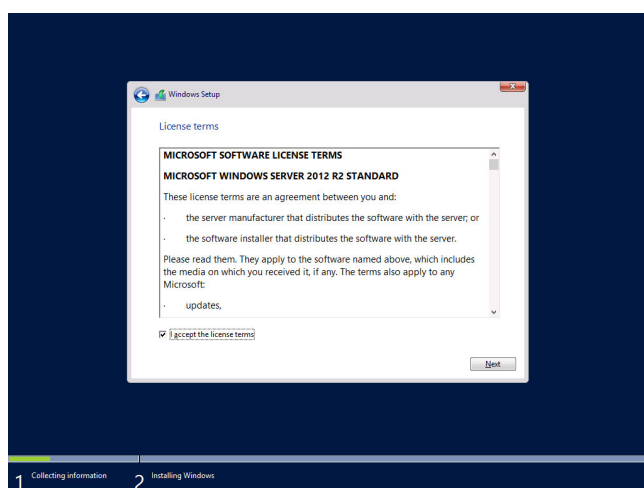 Windows Setup
License terms
MICROSOFT SOFTWARE LICENSE TERMS
MICROSOFT WINDOWS SERVER 2012 R2 STANDARD
These license terms are an agreement between you and:
· the server manufacturer that distributes the software with the server; or
· the software installer that distributes the software with the server.
Please read them. They apply to the software named above, which includes
the media on which you received it, if any. The terms also apply to any
Microsoft:
· updates,
I accept the license terms
Next
1 Collecting information 2 Installing Windows